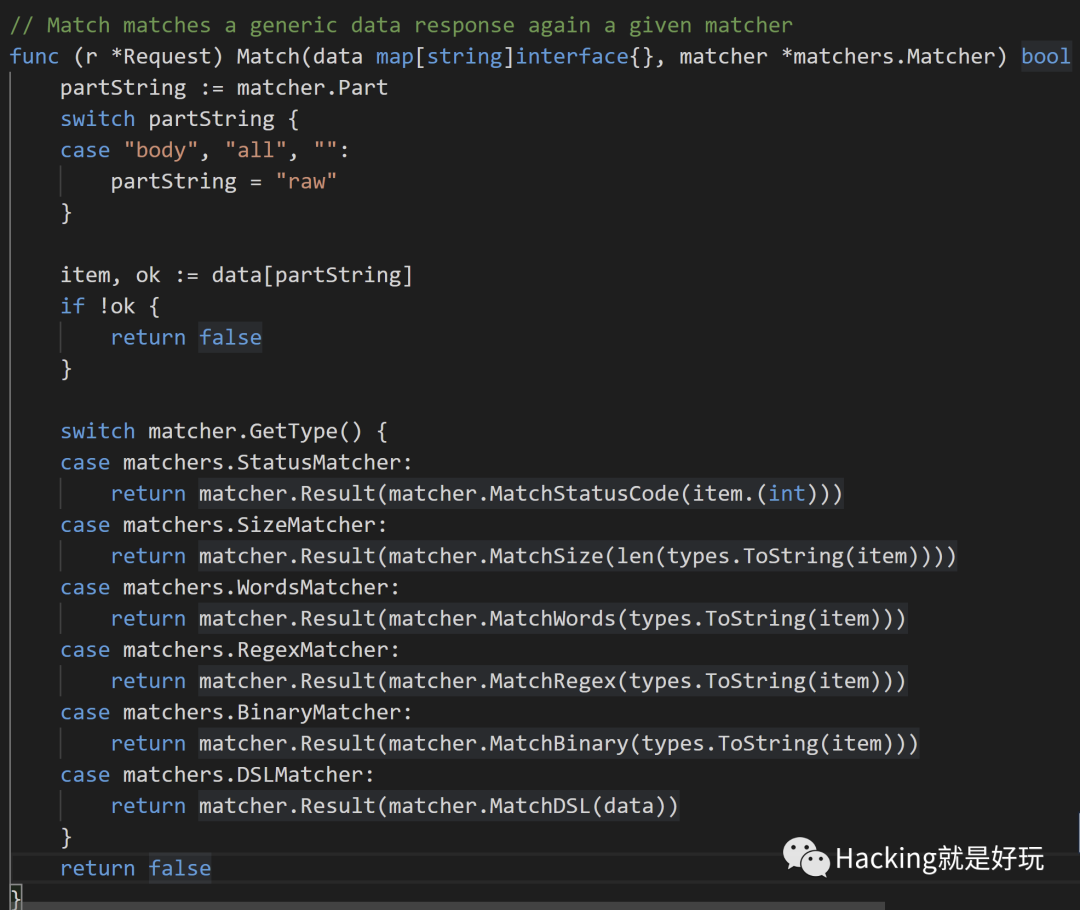 // Match matches a generic data response again a given matcher
func (r *Request) Match(data map[string]interface{}, matcher *matchers.Matcher) bool
    partString := matcher.Part
    switch partString {
    case "body", "all", "":
        partString = "raw"
    }

    item, ok := data[partString]
    if !ok {
        return false
    }

    switch matcher.GetType() {
    case matchers.StatusMatcher:
        return matcher.Result(matcher.MatchStatusCode(item.(int)))
    case matchers.SizeMatcher:
        return matcher.Result(matcher.MatchSize(len(types.ToString(item))))
    case matchers.WordsMatcher:
        return matcher.Result(matcher.MatchWords(types.ToString(item)))
    case matchers.RegexMatcher:
        return matcher.Result(matcher.MatchRegex(types.ToString(item)))
    case matchers.BinaryMatcher:
        return matcher.Result(matcher.MatchBinary(types.ToString(item)))
    case matchers.DSLMatcher:
        return matcher.Result(matcher.MatchDSL(data))
    }
    return false
}
Hacking就是好玩